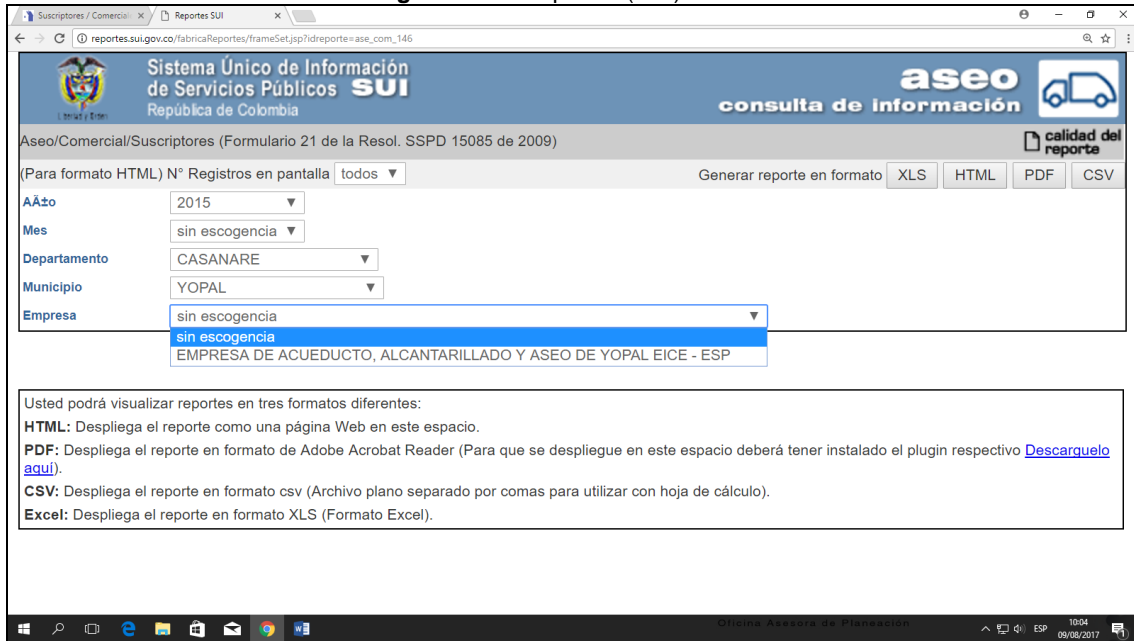 Suscriptores / Comercial
Reportes SUI
reportes.sui.gov.co/fabricaReportes/frameSet.jsp?idreporte=ase_com_146
Sistema Único de Información
de Servicios Públicos SUI
República de Colombia
Libertad y Orden
aseo
consulta de información
Aseo/Comercial/Suscriptores (Formulario 21 de la Resol. SSPD 15085 de 2009)
calidad del
reporte
(Para formato HTML) N° Registros en pantalla todos
Generar reporte en formato XLS HTML PDF CSV
AÃ±o 2015
Mes sin escogencia
Departamento CASANARE
Municipio YOPAL
Empresa sin escogencia
sin escogencia
EMPRESA DE ACUEDUCTO, ALCANTARILLADO Y ASEO DE YOPAL EICE - ESP
Usted podrá visualizar reportes en tres formatos diferentes:
HTML: Despliega el reporte como una página Web en este espacio.
PDF: Despliega el reporte en formato de Adobe Acrobat Reader (Para que se despliegue en este espacio deberá tener instalado el plugin respectivo Descarguelo
aquí).
CSV: Despliega el reporte en formato csv (Archivo plano separado por comas para utilizar con hoja de cálculo).
Excel: Despliega el reporte en formato XLS (Formato Excel).
Oficina Asesora de Planeación
ESP
10:04
09/08/2017